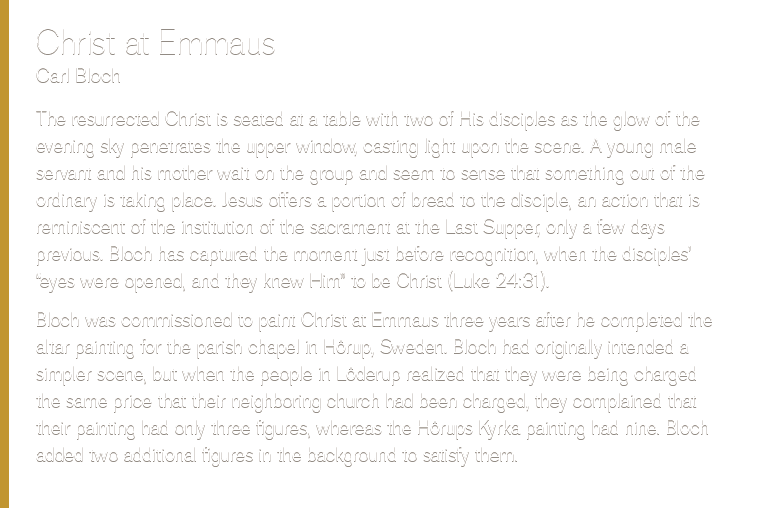 Christ at Emmaus
Carl Bloch
The resurrected Christ is seated at a table with two of His disciples as the glow of the
evening sky penetrates the upper window, casting light upon the scene. A young male
servant and his mother wait on the group and seem to sense that something out of the
ordinary is taking place. Jesus offers a portion of bread to the disciple, an action that is
reminiscent of the institution of the sacrament at the Last Supper, only a few days
previous. Bloch has captured the moment just before recognition, when the disciples’
“eyes were opened, and they knew Him” to be Christ (Luke 24:31).
Bloch was commissioned to paint Christ at Emmaus three years after he completed the
altar painting for the parish chapel in Hörup, Sweden. Bloch had originally intended a
simpler scene, but when the people in Löderup realized that they were being charged
the same price that their neighboring church had been charged, they complained that
their painting had only three figures, whereas the Hörups Kyrka painting had nine. Bloch
added two additional figures in the background to satisfy them.